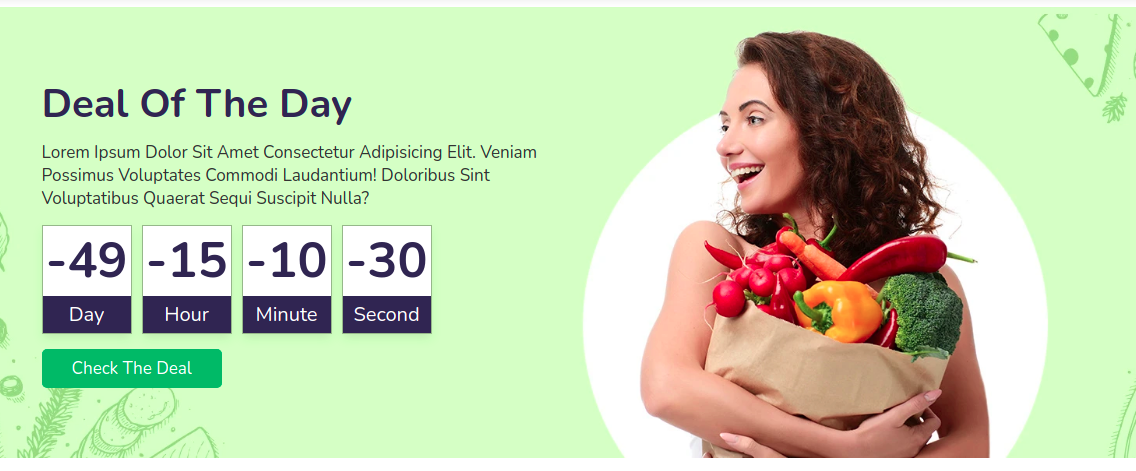 Deal Of The Day
Lorem Ipsum Dolor Sit Amet Consectetur Adipisicing Elit. Veniam
Possimus Voluptates Commodi Laudantium! Doloribus Sint
Voluptatibus Quaerat Sequi Suscipit Nulla?
-49 -15 -10 -30
Day Hour Minute Second
Check The Deal